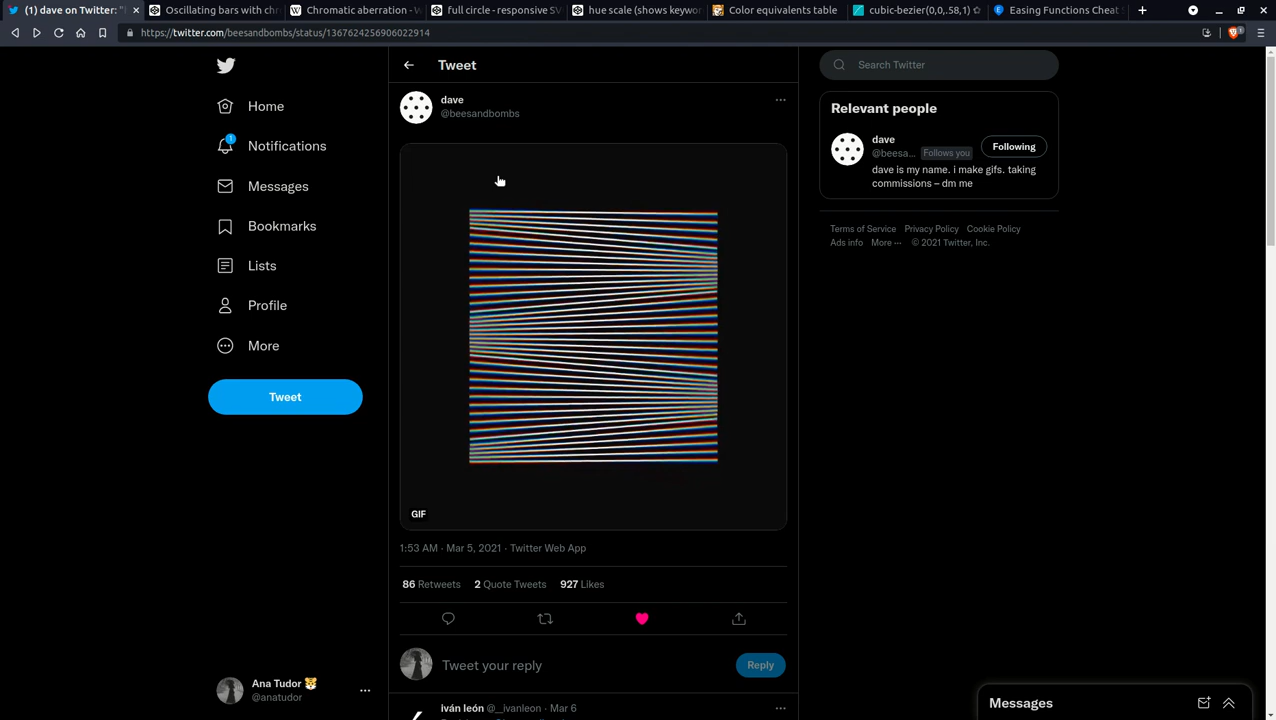 (1) dave on Twitter: "
Oscillating bars with chr
Chromatic aberration - W
full circle - responsive SV
hue scale (shows keywor
Color equivalents table
cubic-bezier(0,0,.58,1)
Easing Functions Cheat S
https://twitter.com/beesandbombs/status/1367624256906022914
Home
Notifications
1
Messages
Bookmarks
Lists
Profile
More
Tweet
Ana Tudor
@anatudor
Tweet
dave
@beesandbombs
GIF
1:53 AM · Mar 5, 2021 · Twitter Web App
86 Retweets 2 Quote Tweets 927 Likes
Tweet your reply
Reply
iván león @__ivanleon · Mar 6
Search Twitter
Relevant people
dave
@beesa... Follows you
Following
dave is my name. i make gifs. taking
commissions – dm me
Terms of Service Privacy Policy Cookie Policy
Ads info More ··· © 2021 Twitter, Inc.
Messages